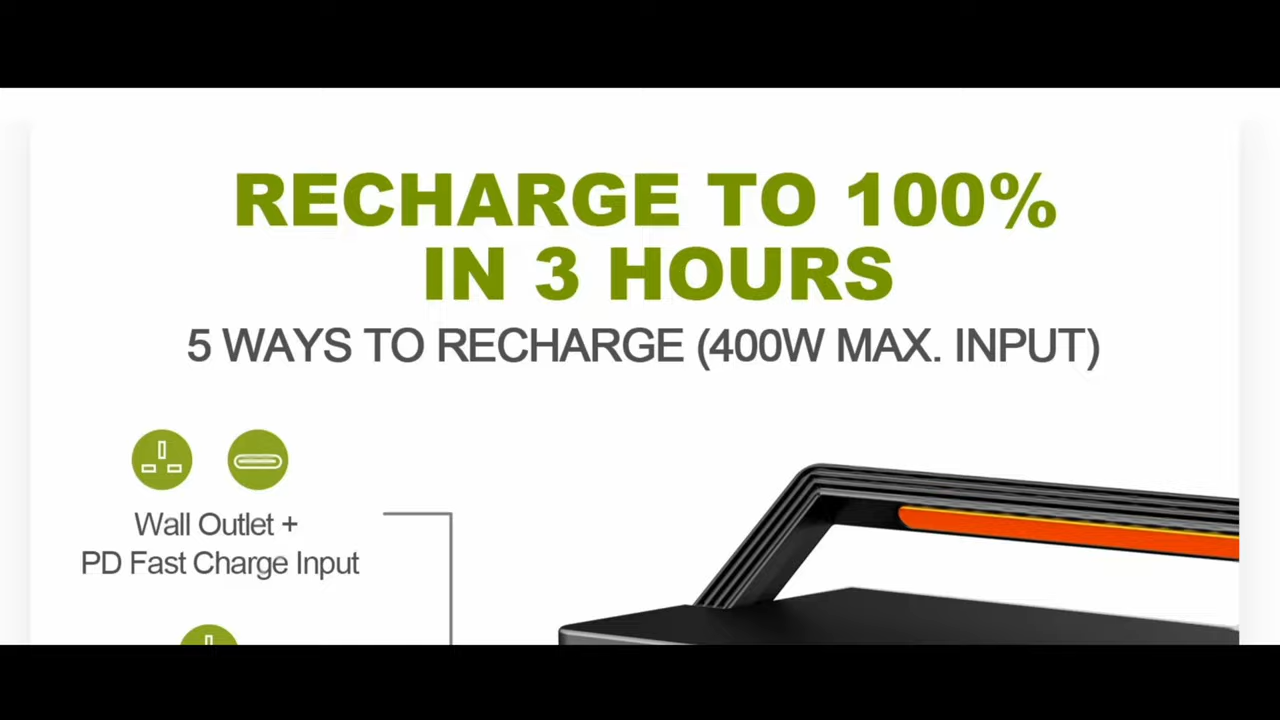 RECHARGE TO 100%
IN 3 HOURS
5 WAYS TO RECHARGE (400W MAX. INPUT)
Wall Outlet +
PD Fast Charge Input